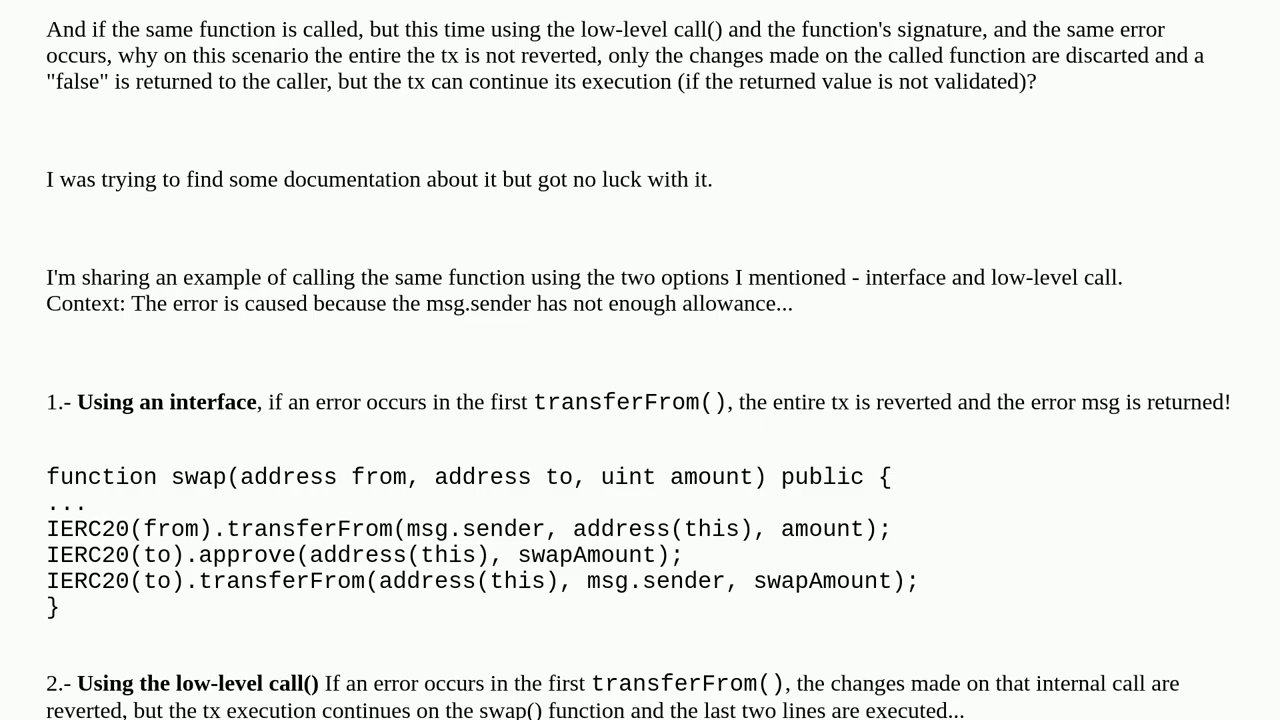 And if the same function is called, but this time using the low-level call() and the function's signature, and the same error
occurs, why on this scenario the entire the tx is not reverted, only the changes made on the called function are discarted and a
"false" is returned to the caller, but the tx can continue its execution (if the returned value is not validated)?
I was trying to find some documentation about it but got no luck with it.
I'm sharing an example of calling the same function using the two options I mentioned - interface and low-level call.
Context: The error is caused because the msg.sender has not enough allowance...
1.- Using an interface, if an error occurs in the first transferFrom(), the entire tx is reverted and the error msg is returned!
function swap(address from, address to, uint amount) public {
...
IERC20(from).transferFrom(msg.sender, address(this), amount);
IERC20(to).approve(address(this), swapAmount);
IERC20(to).transferFrom(address(this), msg.sender, swapAmount);
}
2.- Using the low-level call() If an error occurs in the first transferFrom(), the changes made on that internal call are
reverted, but the tx execution continues on the swap() function and the last two lines are executed...